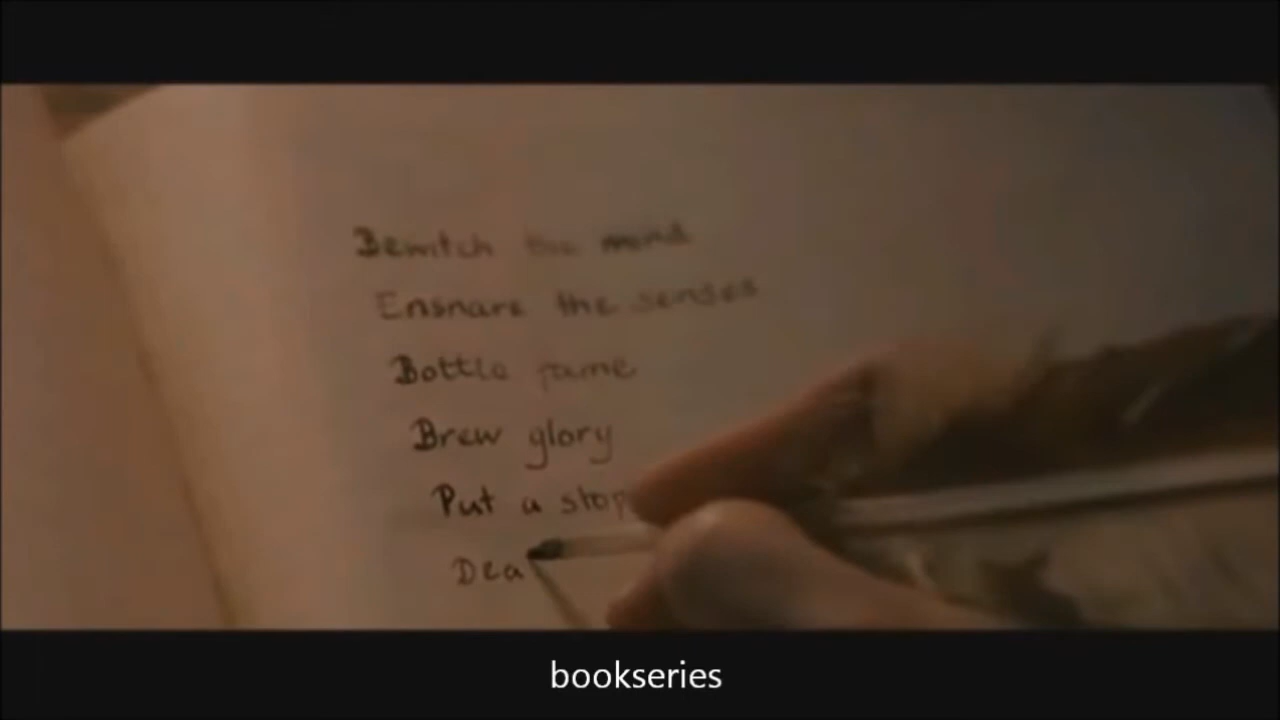 Bewitch the mind
Ensnare the senses
Bottle fame
Brew glory
Put a stop
Dea
bookseries